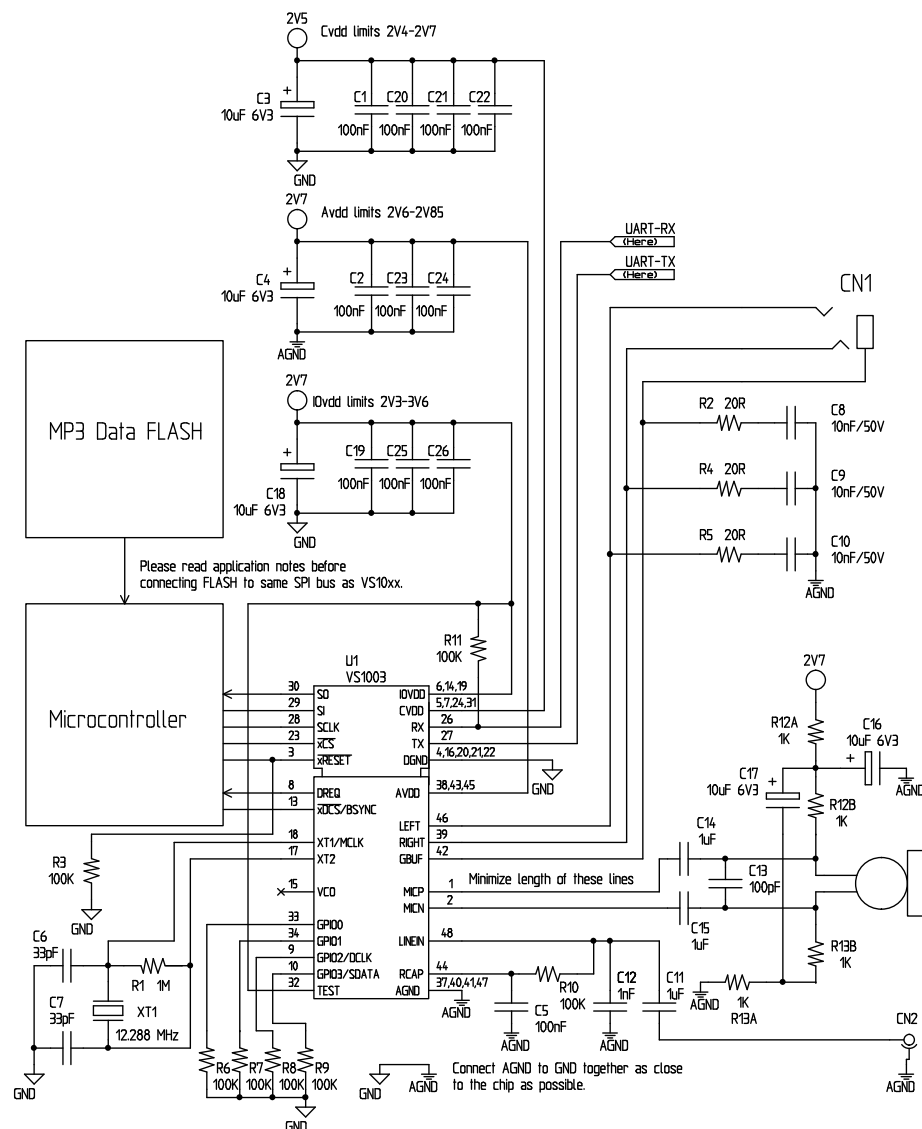 2V5
Cvdd limits 2V4-2V7
+
C3
10uF 6V3
C1
C20
C21
C22
100nF
100nF
100nF
100nF
GND
2V7
Avdd limits 2V6-2V85
+
C4
10uF 6V3
C2
C23
C24
100nF
100nF
100nF
AGND
UART-RX
(Here)
UART-TX
(Here)
CN1
2V7
IOvdd limits 2V3-3V6
+
C18
10uF 6V3
C19
C25
C26
100nF
100nF
100nF
GND
MP3 Data FLASH
R2 20R
C8
10nF/50V
R4 20R
C9
10nF/50V
R5 20R
C10
10nF/50V
AGND
Please read application notes before
connecting FLASH to same SPI bus as VS10xx.
Microcontroller
R11
100K
U1
VS1003
30 SO
29 SI
28 SCLK
23 xCS
3 xRESET
8 DREQ
13 xDCS/BSYNC
18 XT1/MCLK
17 XT2
15 VCO
33 GPIO0
34 GPIO1
9 GPIO2/DCLK
10 GPIO3/SDATA
32 TEST
IOVDD 6,14,19
CVDD 5,7,24,31
RX 26
TX 27
DGND 4,16,20,21,22
GND
AVDD 38,43,45
LEFT 46
RIGHT 39
GBUF 42
MICP 1
MICN 2
LINEIN 48
RCAP 44
AGND 37,40,41,47
AGND
Minimize length of these lines
2V7
R12A
1K
C16
10uF 6V3
+
AGND
C17
10uF 6V3
+
R12B
1K
C14
1uF
C13
100pF
C15
1uF
R13B
1K
AGND
1K
R13A
R10
100K
C5
100nF
AGND
C12
1nF
AGND
C11
1uF
CN2
AGND
R3
100K
GND
C6
33pF
R1 1M
C7
33pF
XT1
12.288 MHz
GND
R6
100K
R7
100K
R8
100K
R9
100K
GND
GND
AGND
Connect AGND to GND together as close
to the chip as possible.